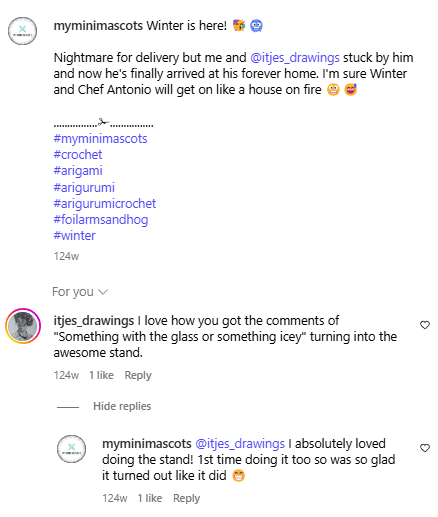 myminimascots Winter is here! 🥳 🥶
Nightmare for delivery but me and @itjes_drawings stuck by him
and now he's finally arrived at his forever home. I'm sure Winter
and Chef Antonio will get on like a house on fire 😬 😅
................✂................
#myminimascots
#crochet
#arigami
#arigurumi
#arigurumicrochet
#foilarmsandhog
#winter
124w
For you
itjes_drawings I love how you got the comments of
"Something with the glass or something icey" turning into the
awesome stand.
124w 1 like Reply
Hide replies
myminimascots @itjes_drawings I absolutely loved
doing the stand! 1st time doing it too so was so glad
it turned out like it did 😁
124w 1 like Reply